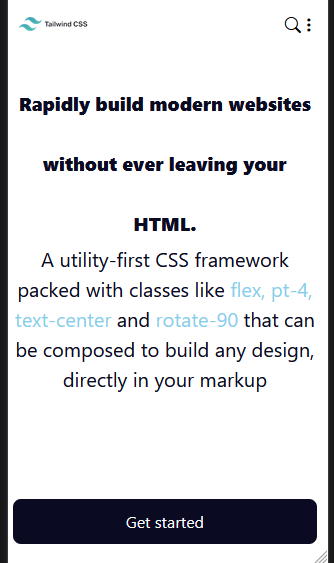 Tailwind CSS
Rapidly build modern websites
without ever leaving your
HTML.
A utility-first CSS framework
packed with classes like flex, pt-4,
text-center and rotate-90 that can
be composed to build any design,
directly in your markup
Get started